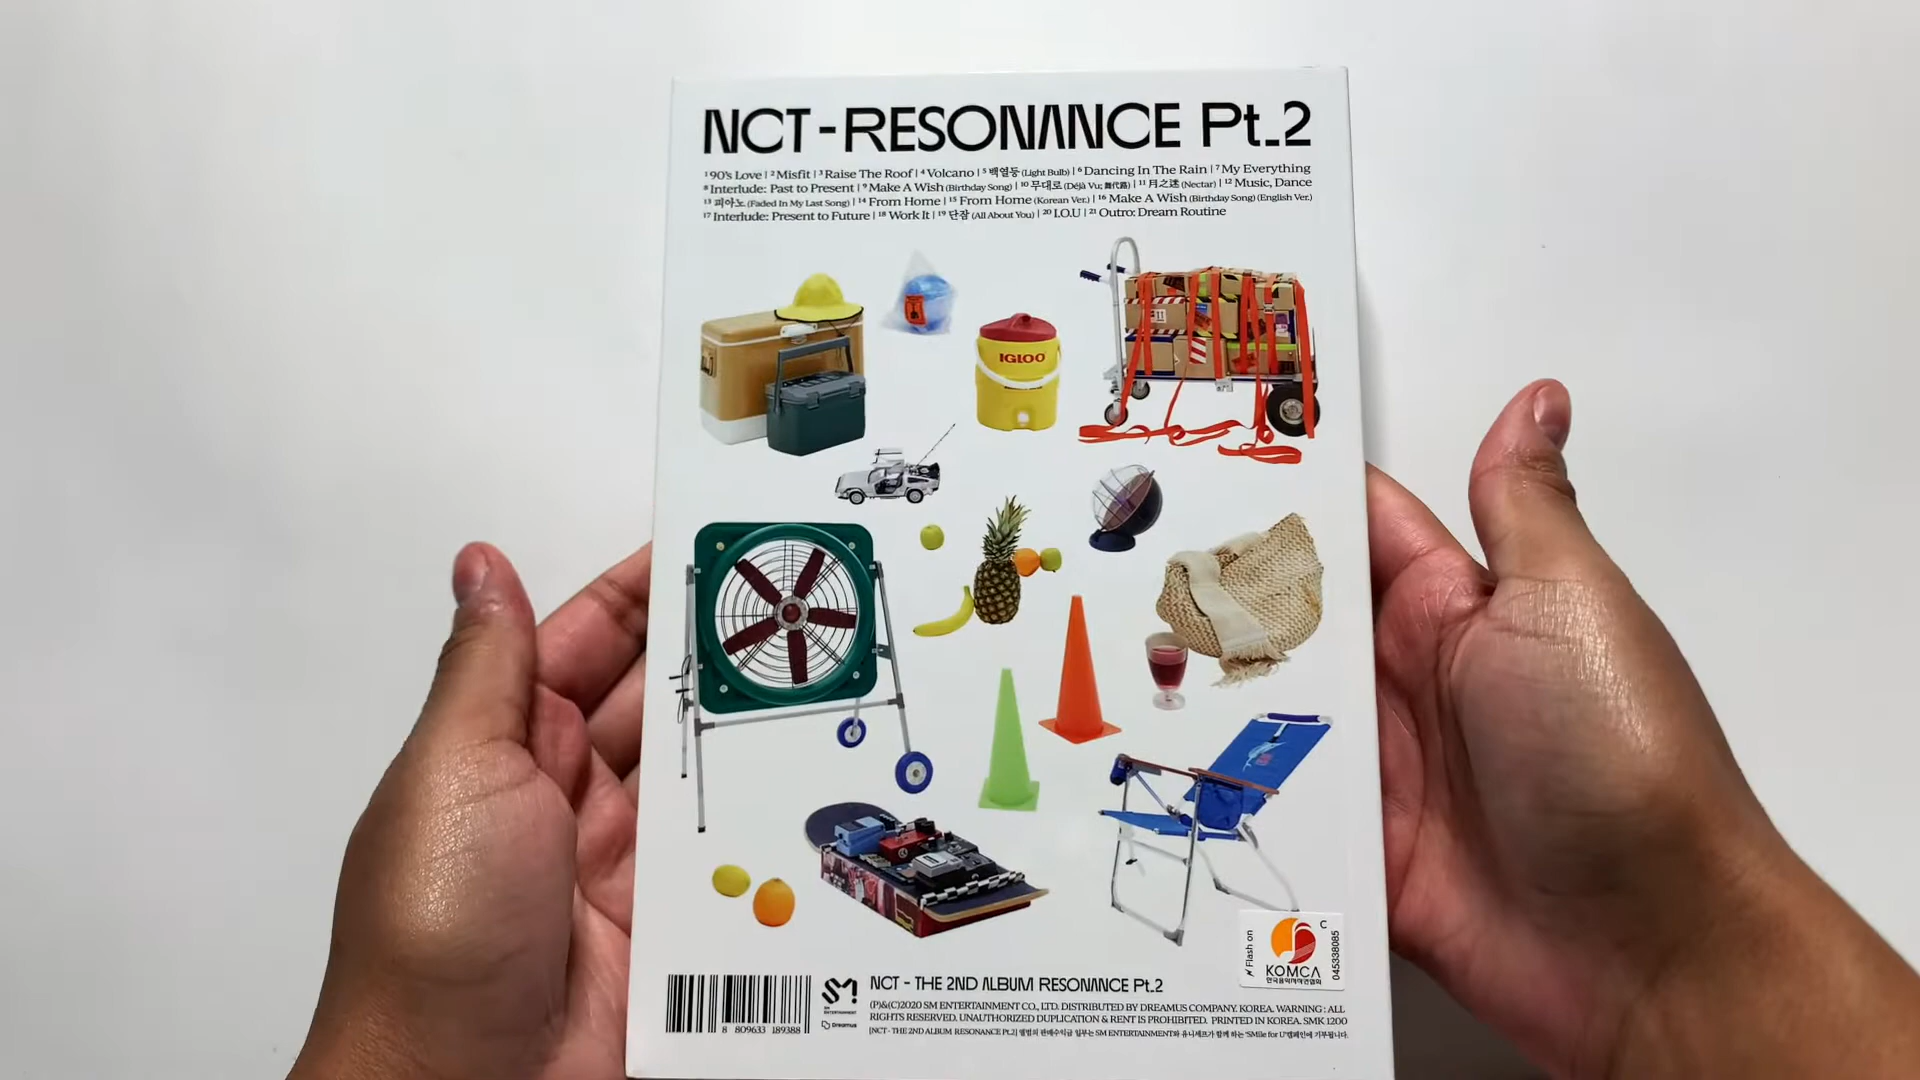 NCT - RESONANCE Pt.2
1 90's Love | 2 Misfit | 3 Raise The Roof | 4 Volcano | 5 백열등 (Light Bulb) | 6 Dancing In The Rain | 7 My Everything
8 Interlude: Past to Present | 9 Make A Wish (Birthday Song) | 10 무대로 (Déjà Vu; 舞代路) | 11 月之迷 (Nectar) | 12 Music, Dance
13 피아노 (Faded In My Last Song) | 14 From Home | 15 From Home (Korean Ver.) | 16 Make A Wish (Birthday Song) (English Ver.)
17 Interlude: Present to Future | 18 Work It | 19 단잠 (All About You) | 20 I.O.U | 21 Outro: Dream Routine
IGLOO
Flash on
C
KOMCA
한국음악저작권협회
045338085
8 809633 189388
SM ENTERTAINMENT
Dreamus
NCT - THE 2ND ALBUM RESONANCE Pt.2
(P)&(C)2020 SM ENTERTAINMENT CO., LTD. DISTRIBUTED BY DREAMUS COMPANY. KOREA. WARNING : ALL
RIGHTS RESERVED. UNAUTHORIZED DUPLICATION & RENT IS PROHIBITED. PRINTED IN KOREA. SMK 1200
[NCT - THE 2ND ALBUM RESONANCE Pt.2] 앨범의 판매수익금 일부는 SM ENTERTAINMENT와 유니세프가 함께 하는 'SMile for U'캠페인에 기부됩니다.